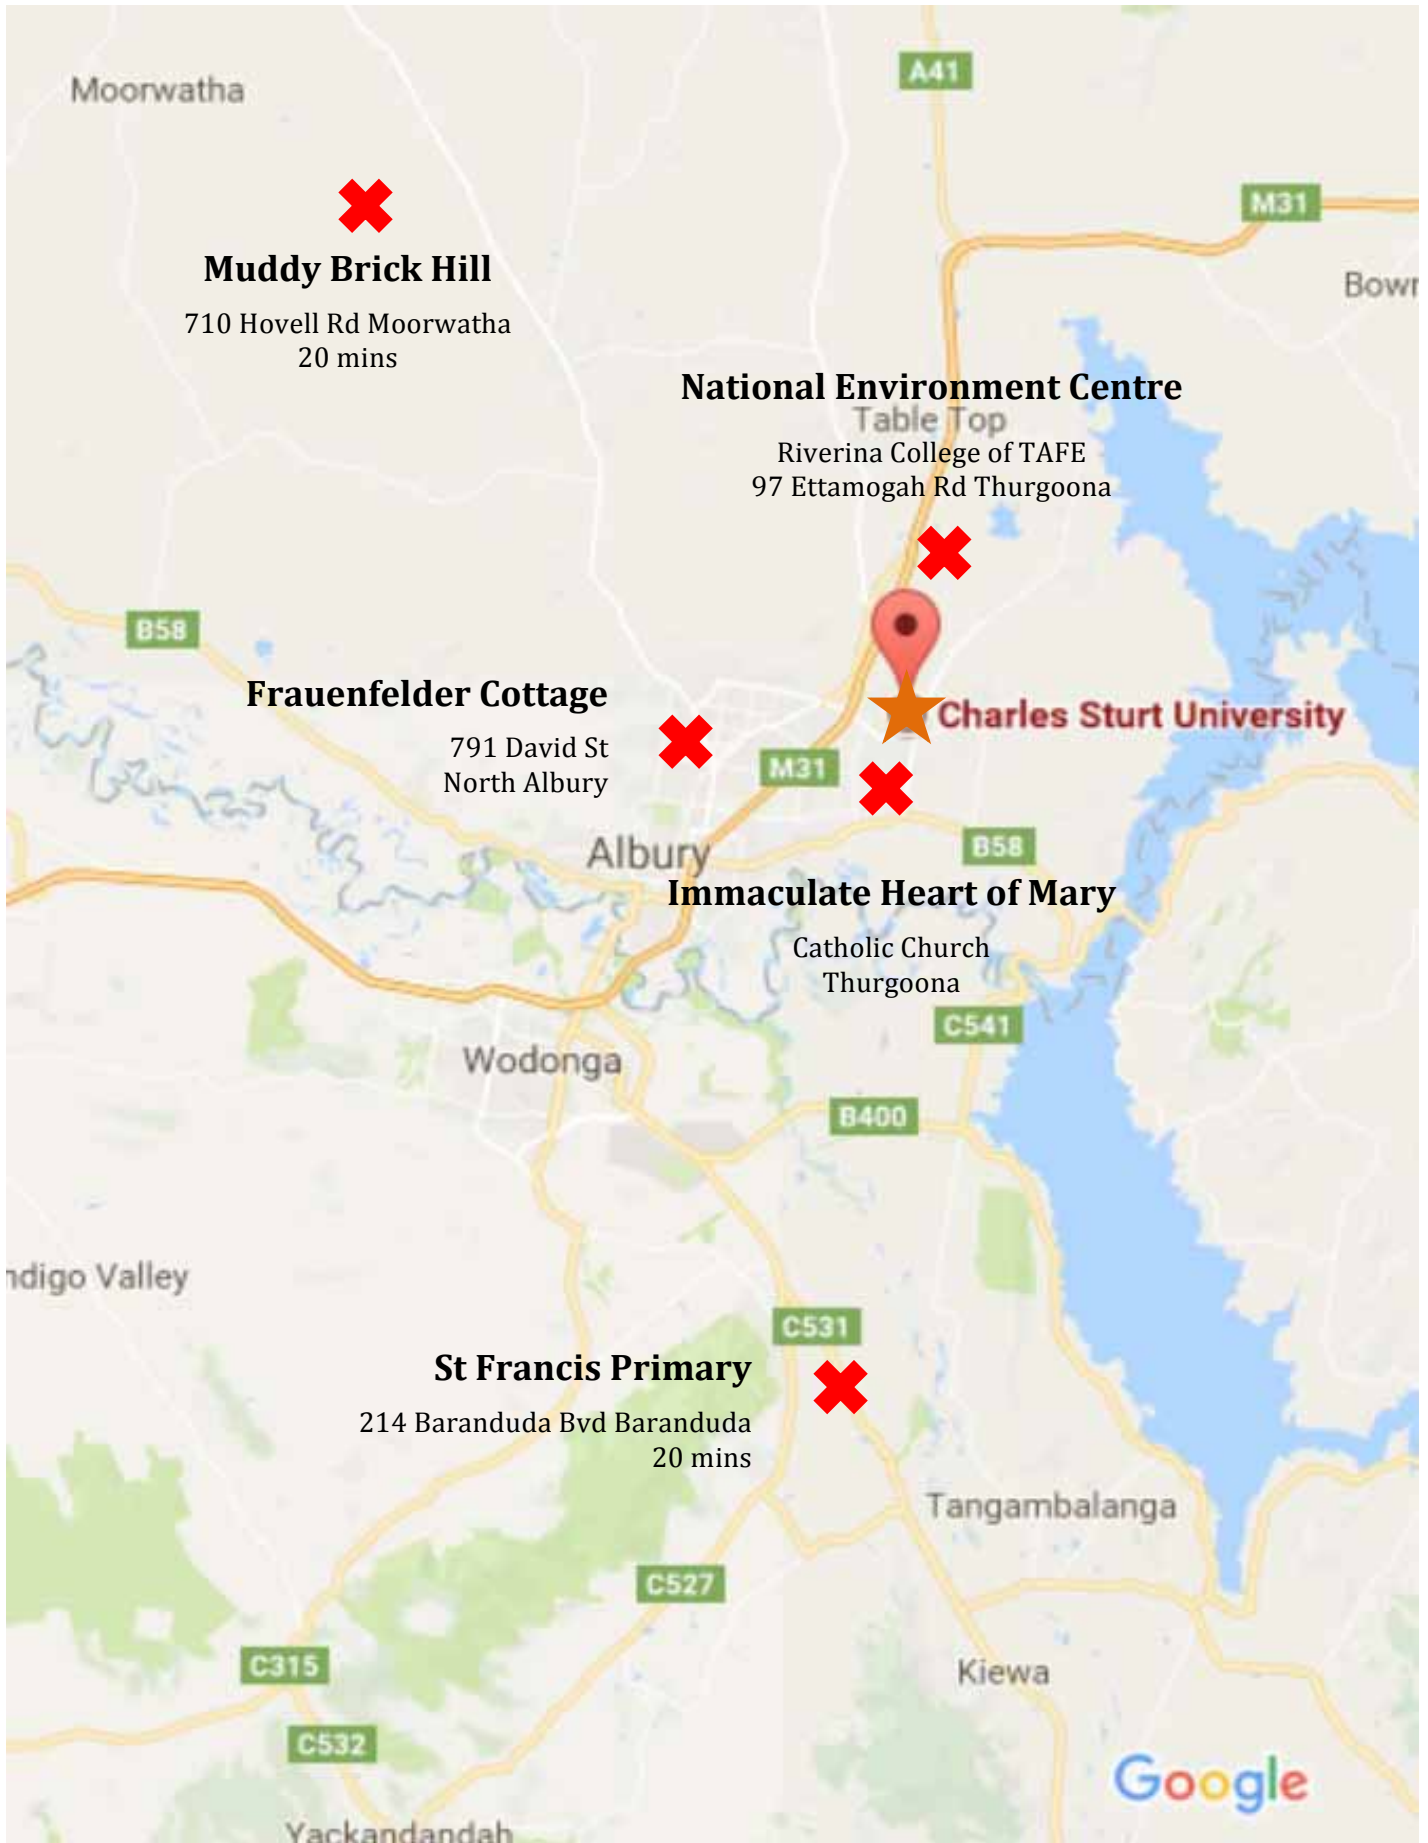 A41
Moorwatha
M31
Muddy Brick Hill
Bowr
710 Hovell Rd Moorwatha
20 mins
National Environment Centre
Table Top
Riverina College of TAFE
97 Ettamogah Rd Thurgoona
B58
Frauenfelder Cottage
Charles Sturt University
791 David St
M31
North Albury
Albury
B58
Immaculate Heart of Mary
Catholic Church
Thurgoona
C541
Wodonga
B400
ndigo Valley
C531
St Francis Primary
214 Baranduda Bvd Baranduda
20 mins
Tangambalanga
C527
C315
Kiewa
C532
Google
Yackandandah